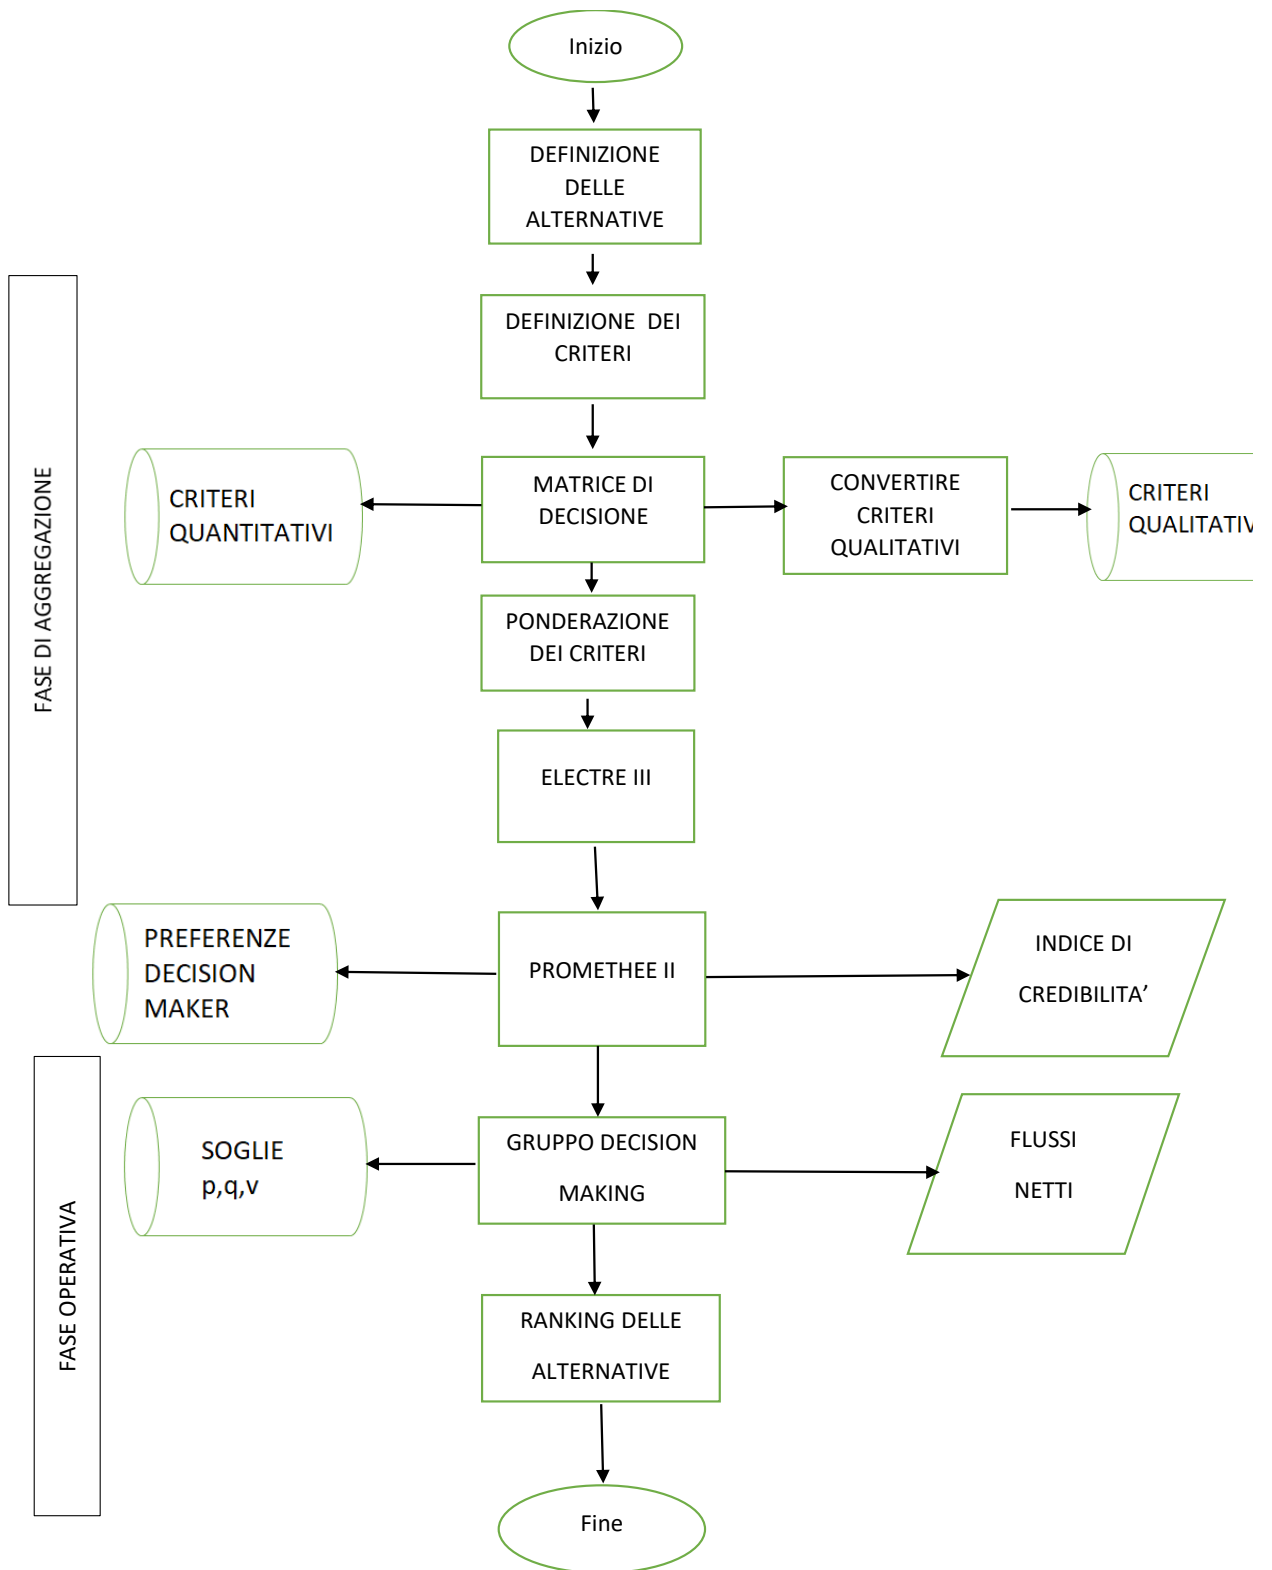 Inizio
DEFINIZIONE
DELLE
ALTERNATIVE
DEFINIZIONE DEI
CRITERI
FASE DI AGGREGAZIONE
CRITERI
QUANTITATIVI
MATRICE DI
DECISIONE
CONVERTIRE
CRITERI
QUALITATIVI
CRITERI
QUALITATIV
PONDERAZIONE
DEI CRITERI
ELECTRE III
PREFERENZE
DECISION
MAKER
PROMETHEE II
INDICE DI
CREDIBILITA’
FASE OPERATIVA
SOGLIE
p,q,v
GRUPPO DECISION
MAKING
FLUSSI
NETTI
RANKING DELLE
ALTERNATIVE
Fine